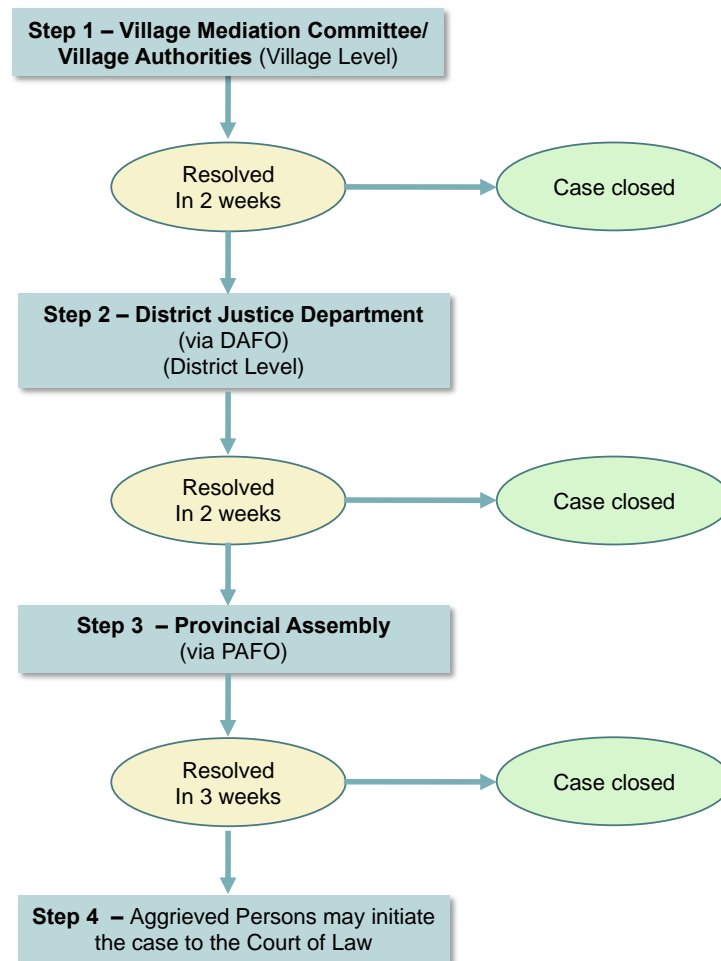 Step 1 – Village Mediation Committee/
Village Authorities (Village Level)
Resolved
In 2 weeks
Case closed
Step 2 – District Justice Department
(via DAFO)
(District Level)
Resolved
In 2 weeks
Case closed
Step 3 – Provincial Assembly
(via PAFO)
Resolved
In 3 weeks
Case closed
Step 4 – Aggrieved Persons may initiate
the case to the Court of Law